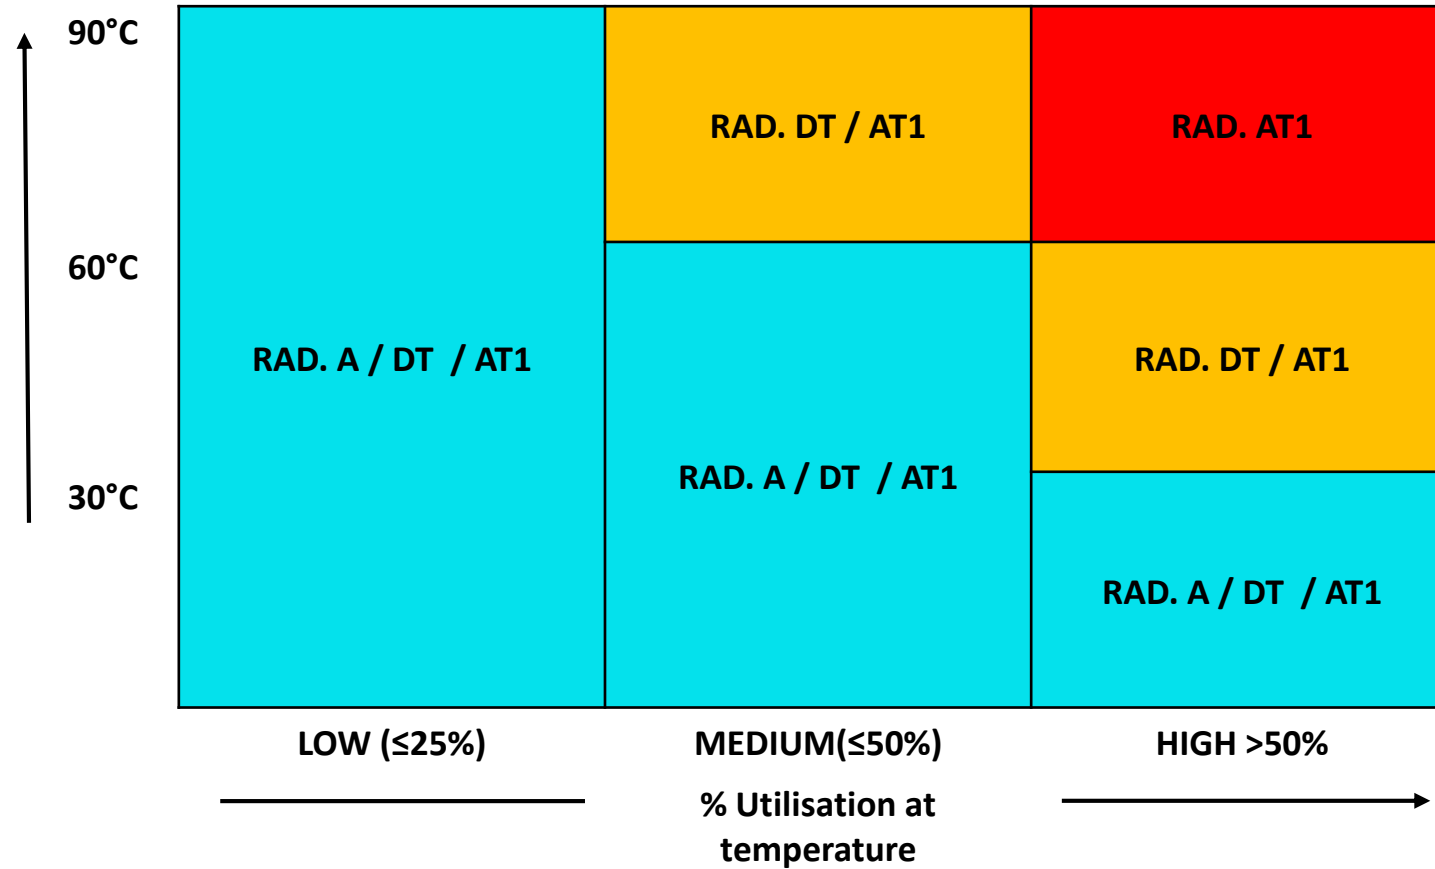 90°C
RAD. DT / AT1
RAD. AT1
60°C
RAD. A / DT  / AT1
RAD. DT / AT1
30°C
RAD. A / DT  / AT1
RAD. A / DT  / AT1
LOW (≤25%)
MEDIUM(≤50%)
HIGH >50%
% Utilisation at
temperature